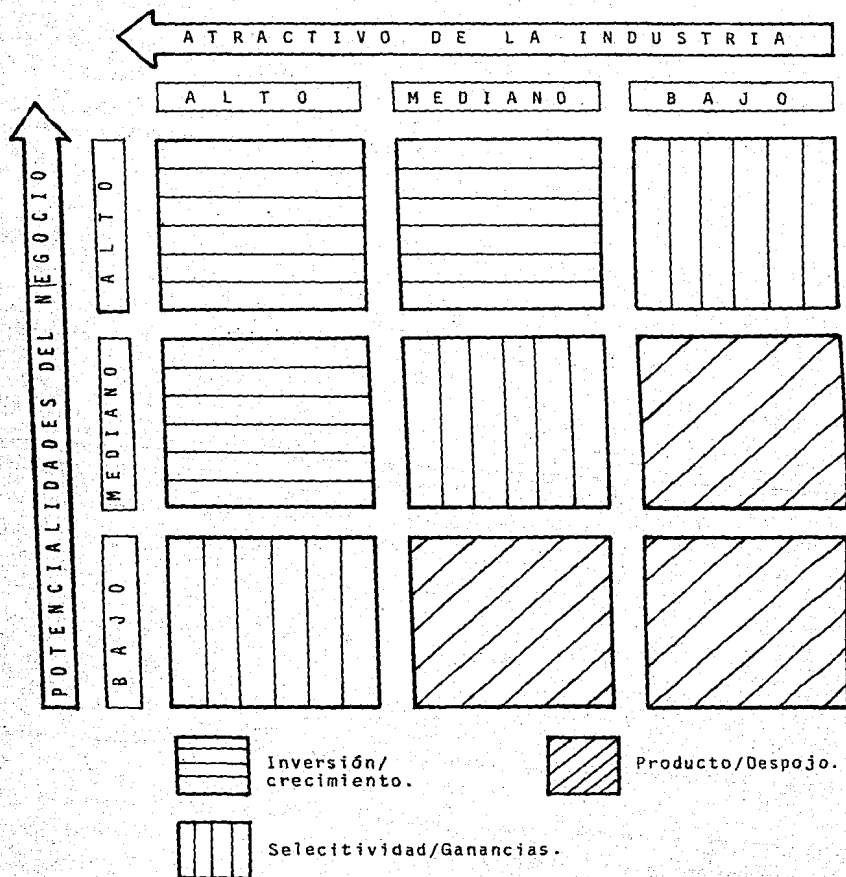 ATRACTIVO DE LA INDUSTRIA
ALTO MEDIANO BAJO
POTENCIALIDADES DEL NEGOCIO
ALTO
MEDIANO
BAJO
Inversión/
crecimiento.
Producto/Despojo.
Selecitividad/Ganancias.